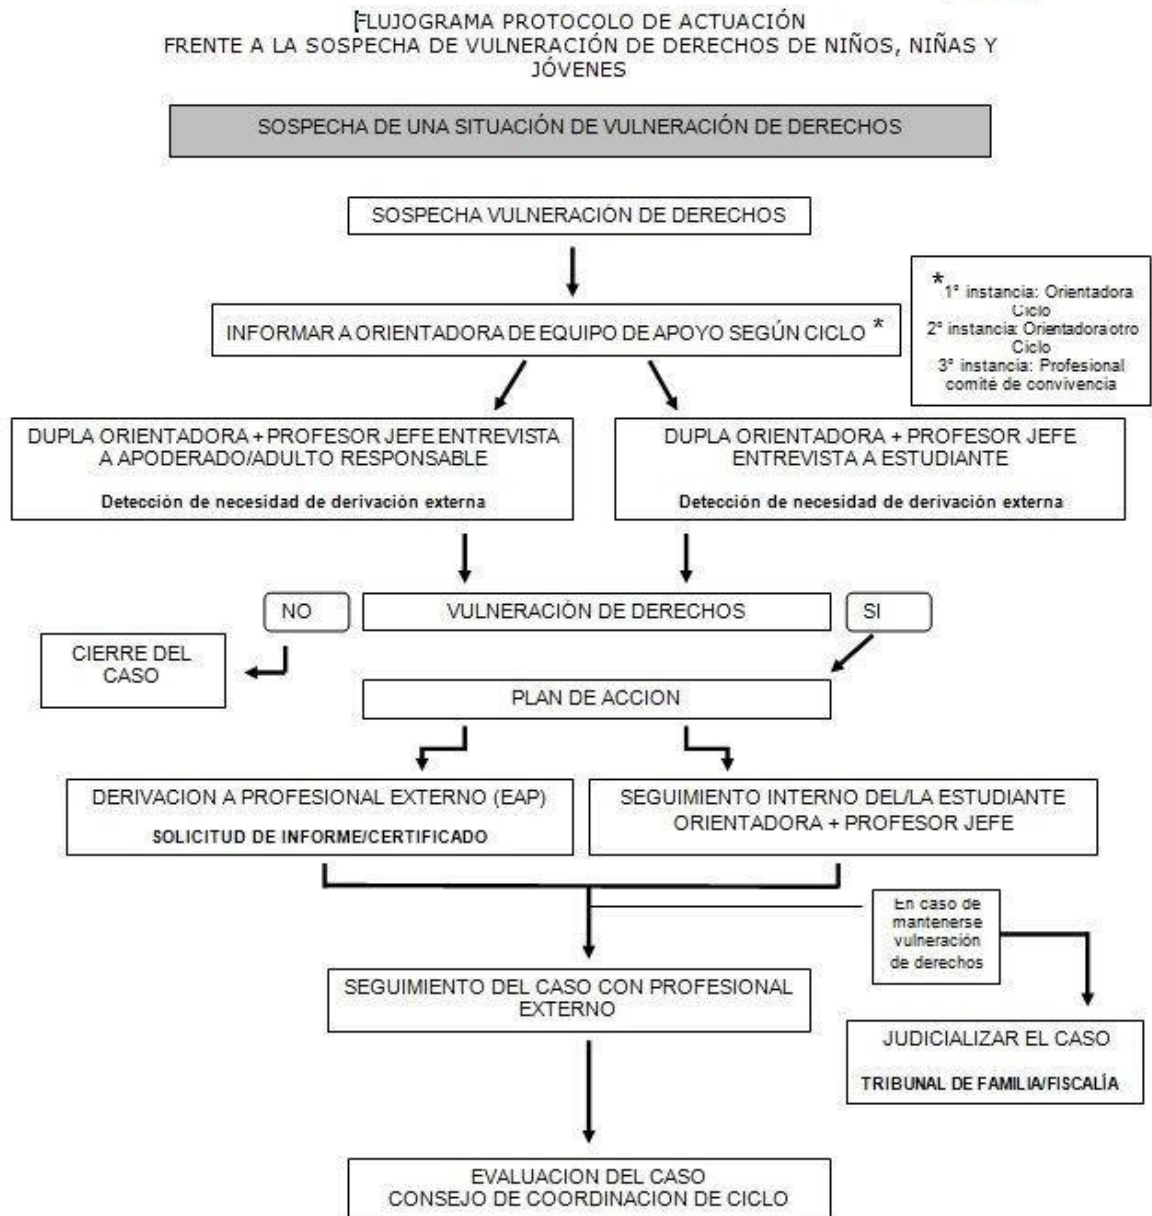 FLUJOGRAMA PROTOCOLO DE ACTUACIÓN
FRENTE A LA SOSPECHA DE VULNERACIÓN DE DERECHOS DE NIÑOS, NIÑAS Y
JÓVENES
SOSPECHA DE UNA SITUACIÓN DE VULNERACIÓN DE DERECHOS
SOSPECHA VULNERACIÓN DE DERECHOS
INFORMAR A ORIENTADORA DE EQUIPO DE APOYO SEGÚN CICLO *
*1° instancia: Orientadora
Ciclo
2° instancia: Orientadora otro
Ciclo
3° instancia: Profesional
comité de convivencia
DUPLA ORIENTADORA + PROFESOR JEFE ENTREVISTA
A APODERADO/ADULTO RESPONSABLE
Detección de necesidad de derivación externa
DUPLA ORIENTADORA + PROFESOR JEFE
ENTREVISTA A ESTUDIANTE
Detección de necesidad de derivación externa
NO
VULNERACIÓN DE DERECHOS
SI
CIERRE DEL
CASO
PLAN DE ACCION
DERIVACION A PROFESIONAL EXTERNO (EAP)
SOLICITUD DE INFORME/CERTIFICADO
SEGUIMIENTO INTERNO DEL/LA ESTUDIANTE
ORIENTADORA + PROFESOR JEFE
En caso de
mantenerse
vulneración
de derechos
SEGUIMIENTO DEL CASO CON PROFESIONAL
EXTERNO
JUDICIALIZAR EL CASO
TRIBUNAL DE FAMILIA/FISCALÍA
EVALUACION DEL CASO
CONSEJO DE COORDINACION DE CICLO